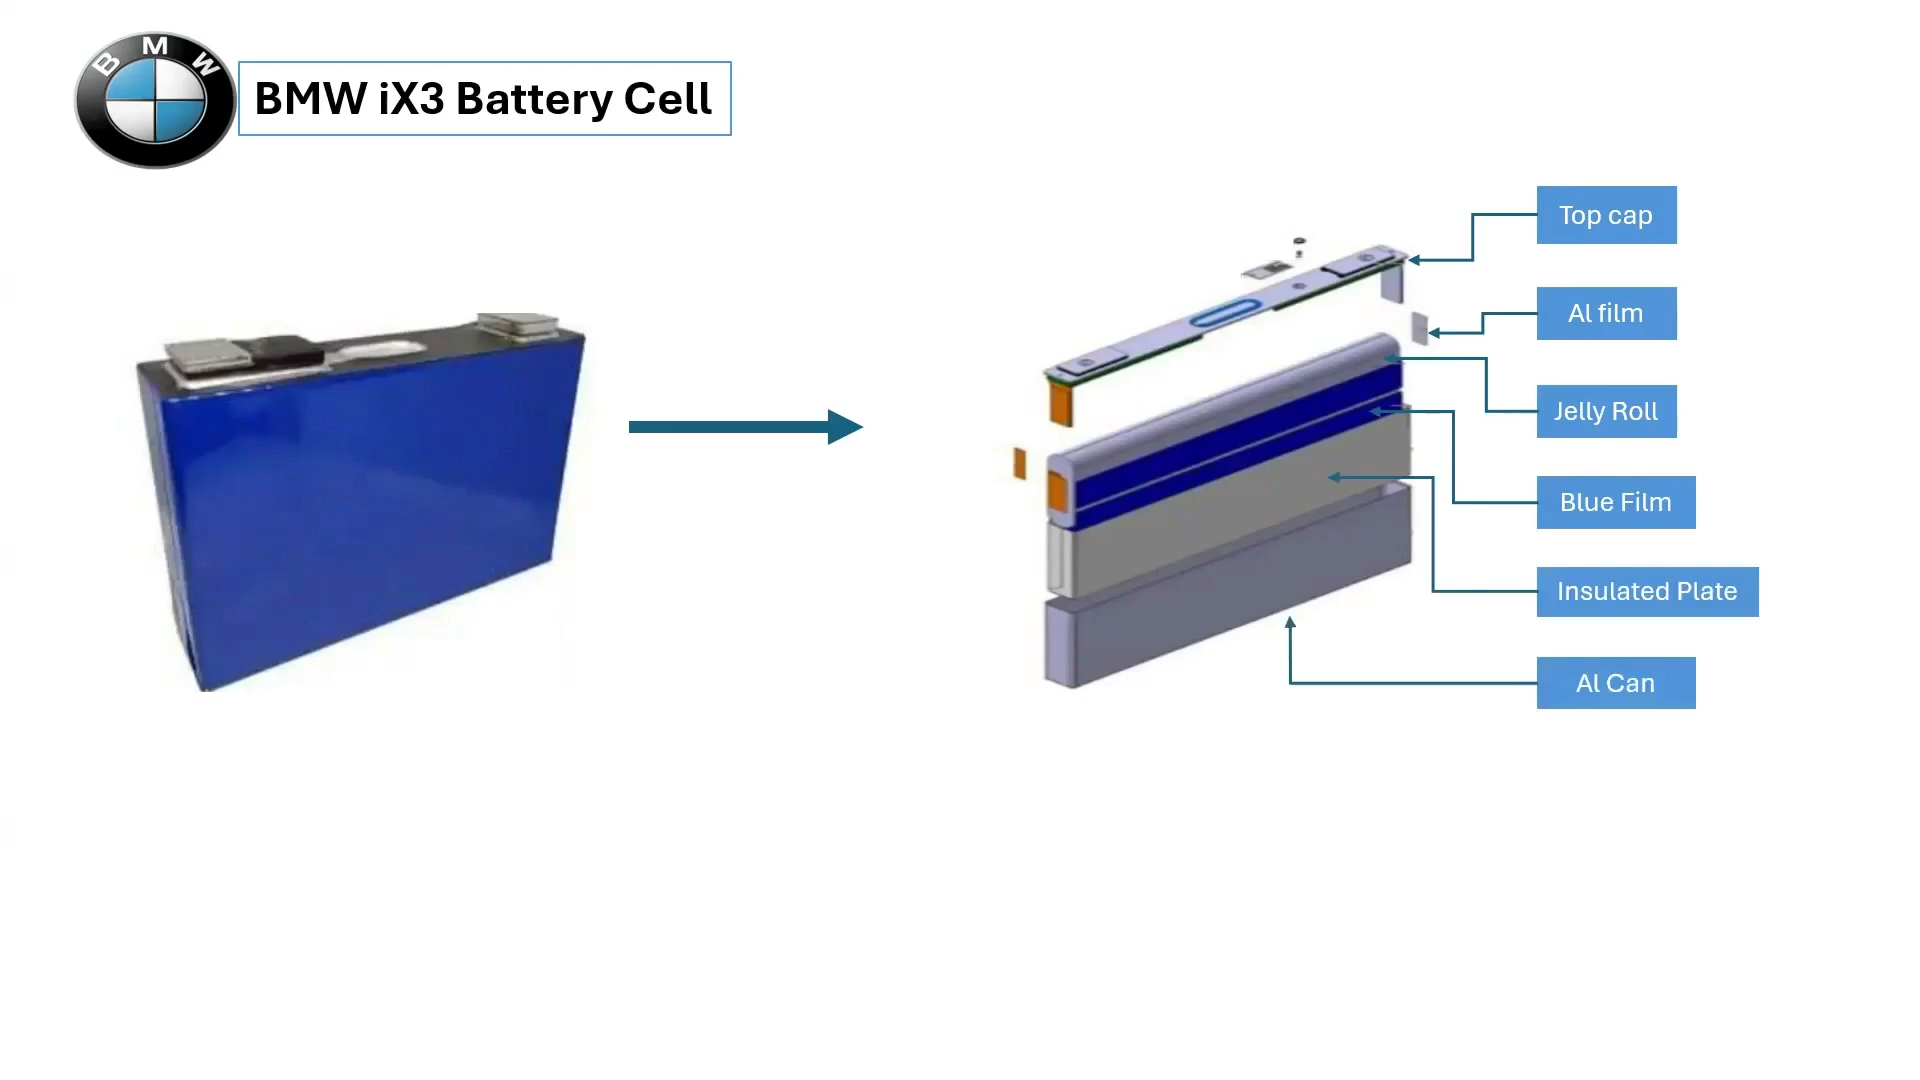 BMW
BMW iX3 Battery Cell
Top cap
Al film
Jelly Roll
Blue Film
Insulated Plate
Al Can